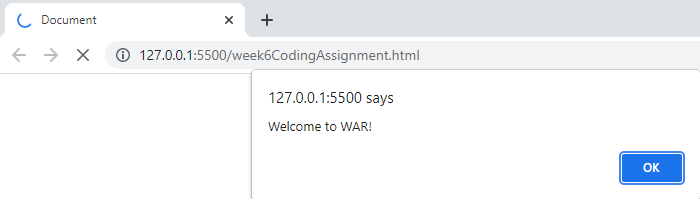 Document
127.0.0.1:5500/week6CodingAssignment.html
127.0.0.1:5500 says
Welcome to WAR!
OK